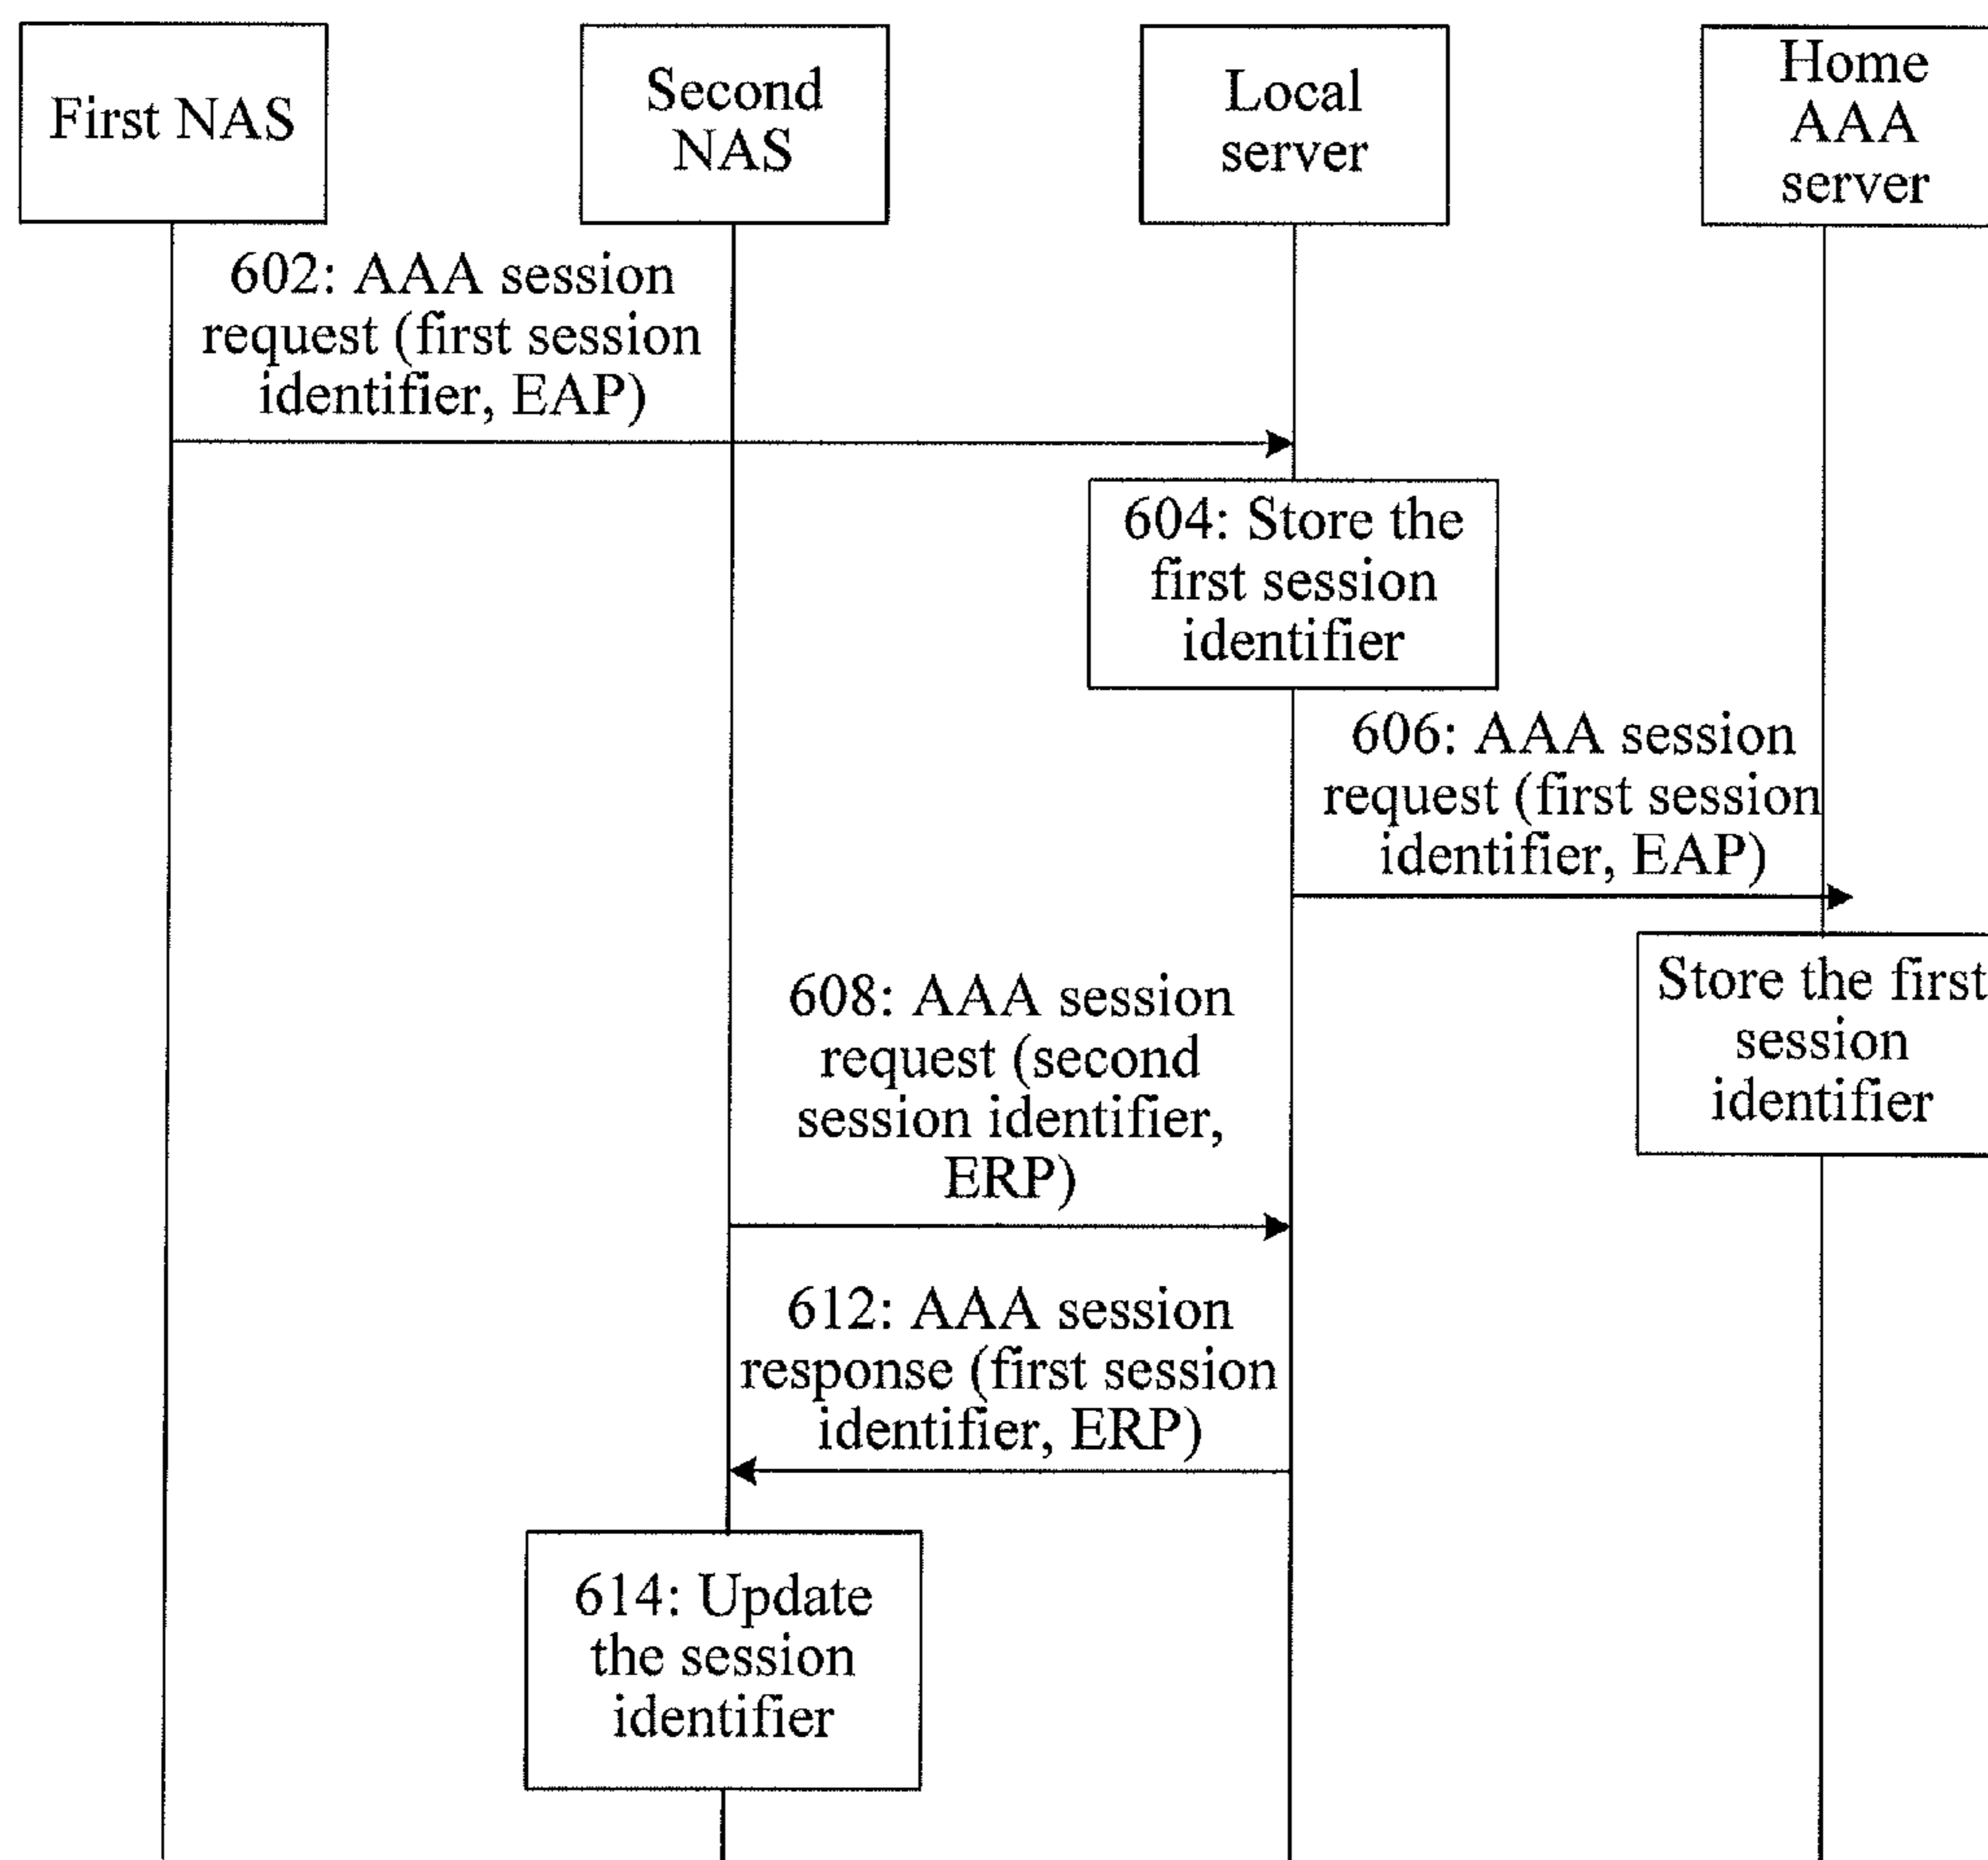 First NAS
Second
NAS
Local
server
Home
AAA
server
602: AAA session
request (first session
identifier, EAP)
604: Store the
first session
identifier
606: AAA session
request (first session
identifier, EAP)
Store the first
session
identifier
608: AAA session
request (second
session identifier,
ERP)
612: AAA session
response (first session
identifier, ERP)
614: Update
the session
identifier